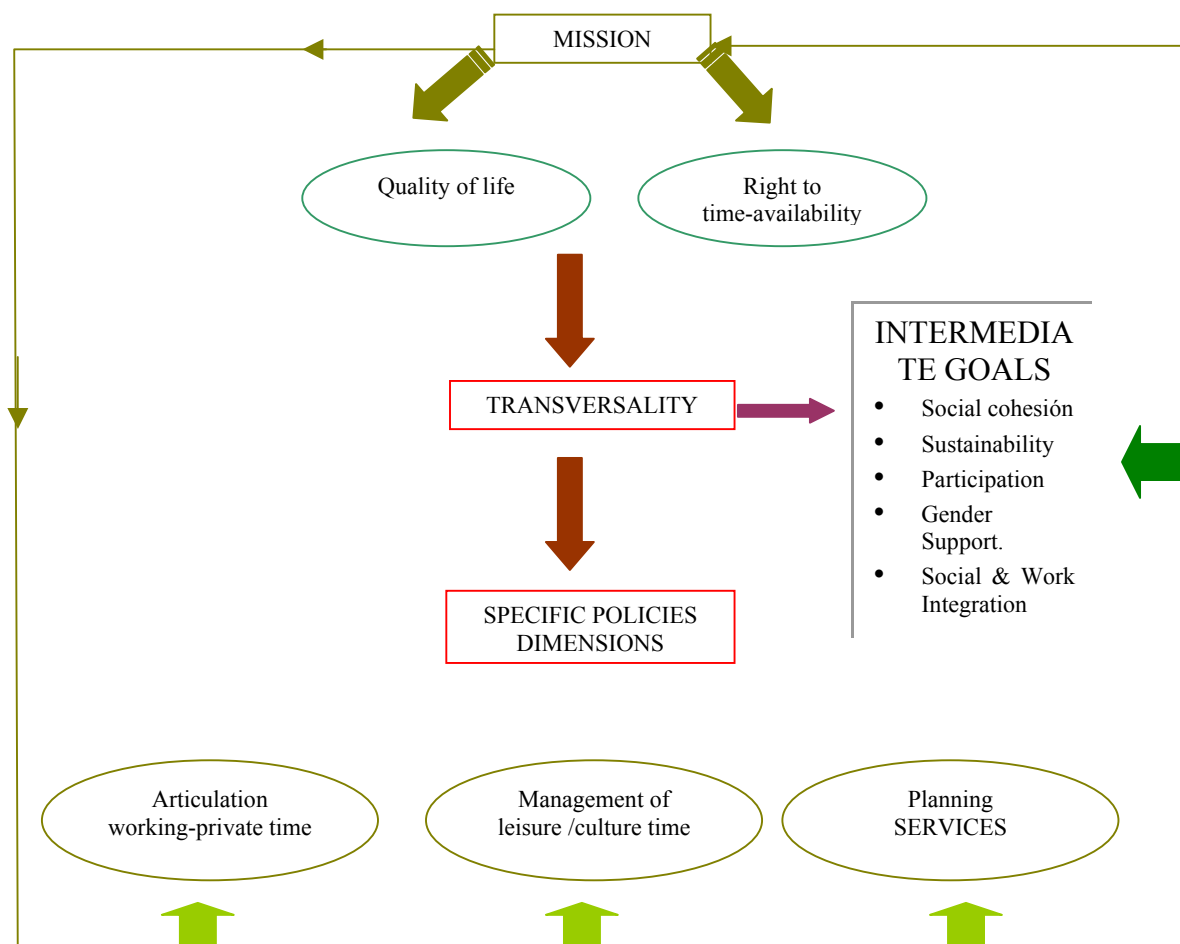 MISSION
Quality of life
Right to
time-availability
INTERMEDIA
TE GOALS
• Social cohesión
• Sustainability
• Participation
• Gender
Support.
• Social & Work
Integration
TRANSVERSALITY
SPECIFIC POLICIES
DIMENSIONS
Articulation
working-private time
Management of
leisure /culture time
Planning
SERVICES